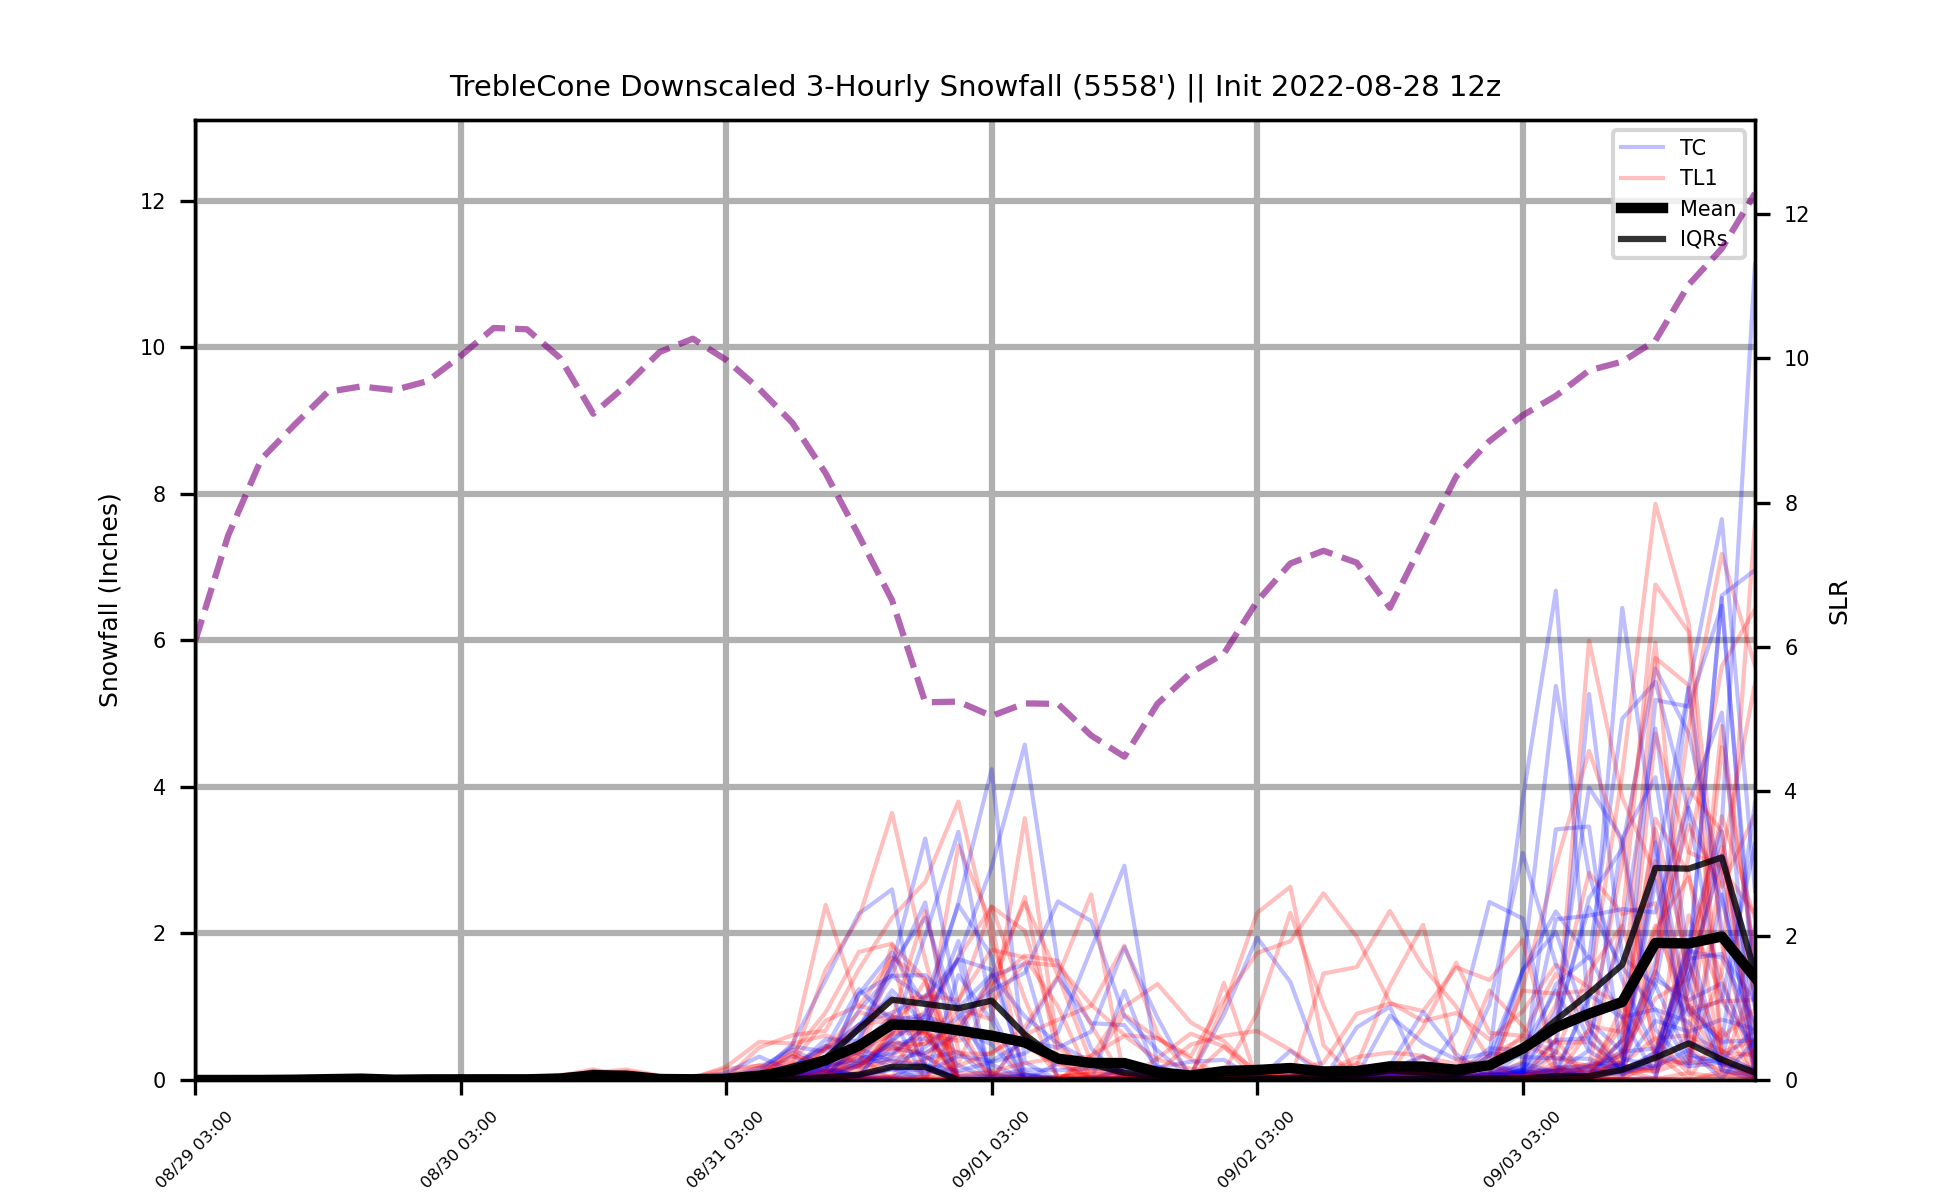 TrebleCone Downscaled 3-Hourly Snowfall (5558') || Init 2022-08-28 12z
TC
TL1
Mean
IQRs
Snowfall (Inches)
12
10
8
6
4
2
0
12
10
8
6
4
2
0
SLR
08/29 03:00
08/30 03:00
08/31 03:00
09/01 03:00
09/02 03:00
09/03 03:00